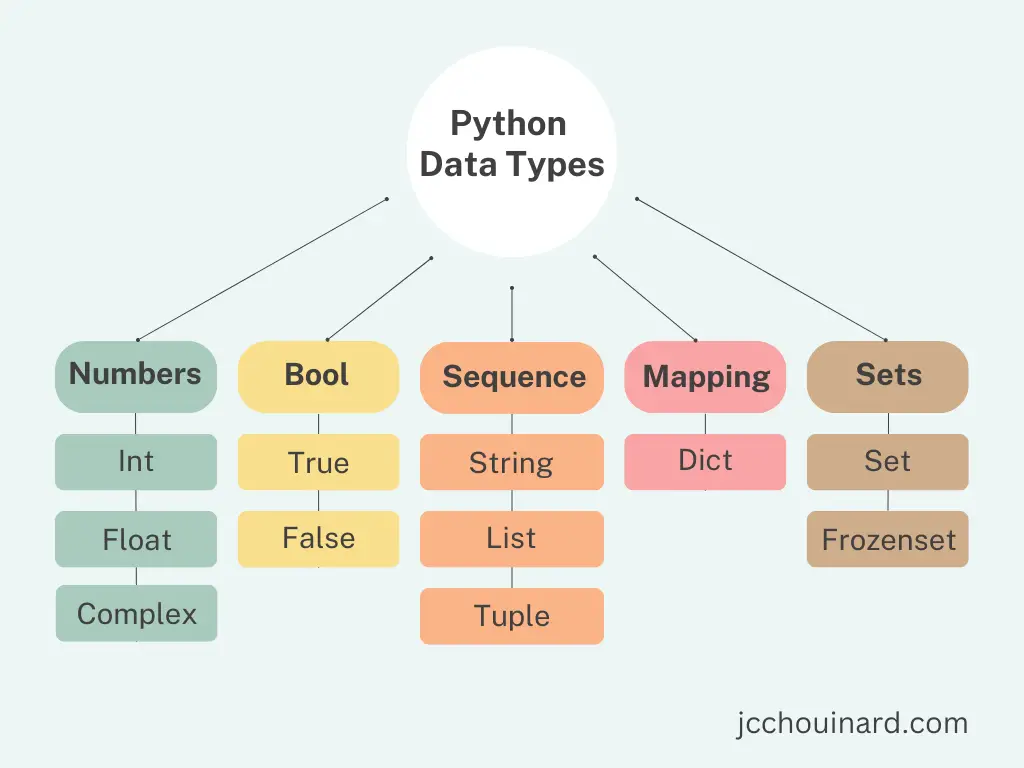 Python
Data Types
Numbers
Int
Float
Complex
Bool
True
False
Sequence
String
List
Tuple
Mapping
Dict
Sets
Set
Frozenset
jcchouinard.com